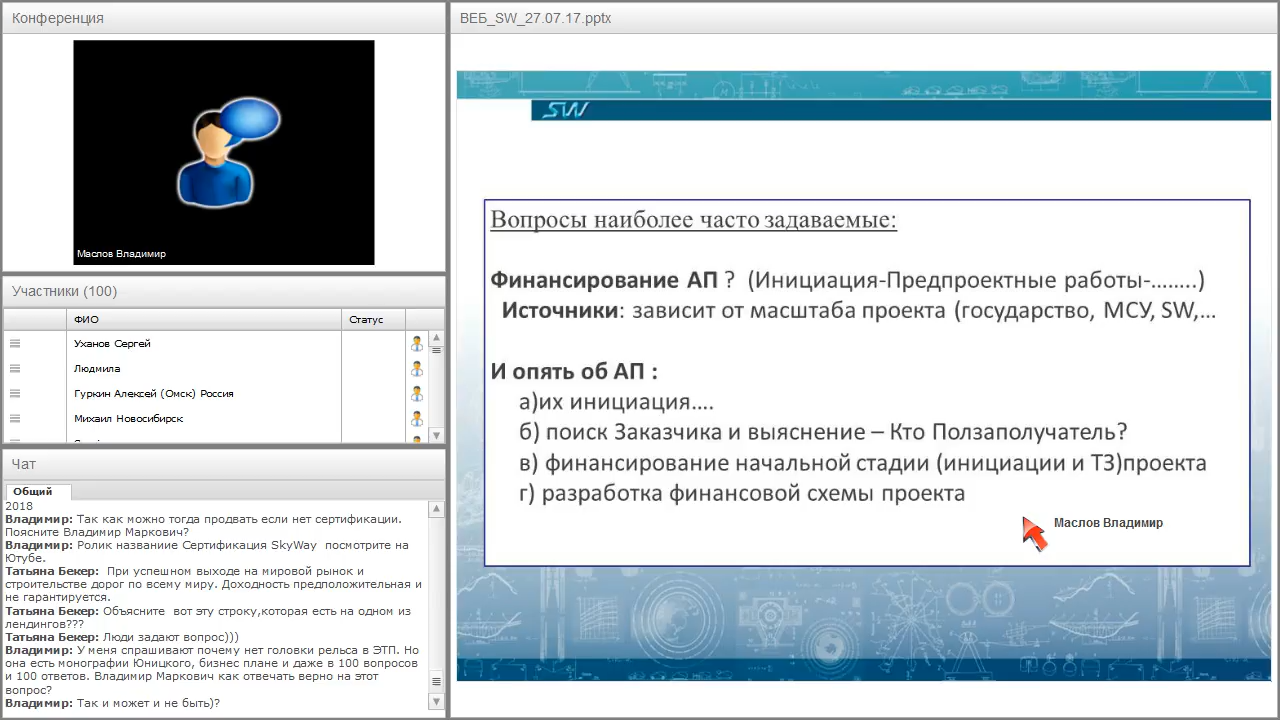 Конференция
Маслов Владимир
Участники (100)
ФИО
Статус
Уханов Сергей
Людмила
Гуркин Алексей (Омск) Россия
Михаил Новосибирск
Чат
Общий
2018
Владимир: Так как можно тогда продвать если нет сертификации.
Поясните Владимир Маркович?
Владимир: Ролик названиие Сертификация SkyWay посмотрите на
Ютубе.
Татьяна Бекер: При успешном выходе на мировой рынок и
строительстве дорог по всему миру. Доходность предположительная и
не гарантируется.
Татьяна Бекер: Объясните вот эту строку,которая есть на одном из
лендингов???
Татьяна Бекер: Люди задают вопрос)))
Владимир: У меня спрашивают почему нет головки рельса в ЭТП. Но
она есть монографии Юницкого, бизнес плане и даже в 100 вопросов
и 100 ответов. Владимир Маркович как отвечать верно на этот
вопрос?
Владимир: Так и может и не быть)?
ВЕБ_SW_27.07.17.pptx
SW
Вопросы наиболее часто задаваемые:
Финансирование АП ? (Инициация-Предпроектные работы-……..)
Источники: зависит от масштаба проекта (государство, МСУ, SW,…
И опять об АП :
а)их инициация….
б) поиск Заказчика и выяснение – Кто Ползаполучатель?
в) финансирование начальной стадии (инициации и ТЗ)проекта
г) разработка финансовой схемы проекта
Маслов Владимир